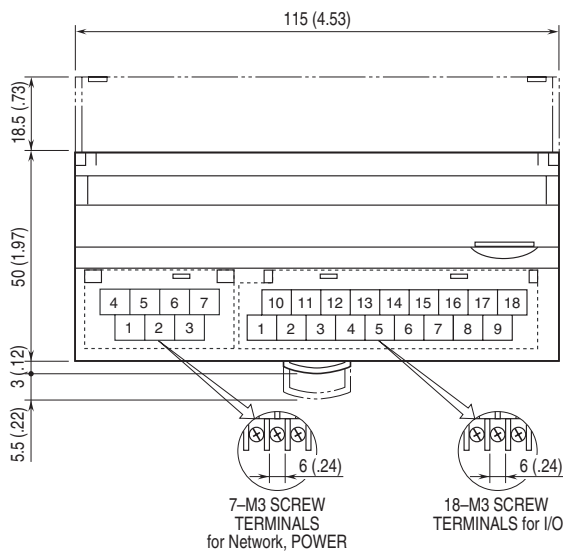 115 (4.53)
18.5 (.73)
50 (1.97)
3 (.12)
5.5 (.22)
4 5 6 7
1 2 3
10 11 12 13 14 15 16 17 18
1 2 3 4 5 6 7 8 9
6 (.24)
6 (.24)
7–M3 SCREW
TERMINALS
for Network, POWER
18–M3 SCREW
TERMINALS for I/O